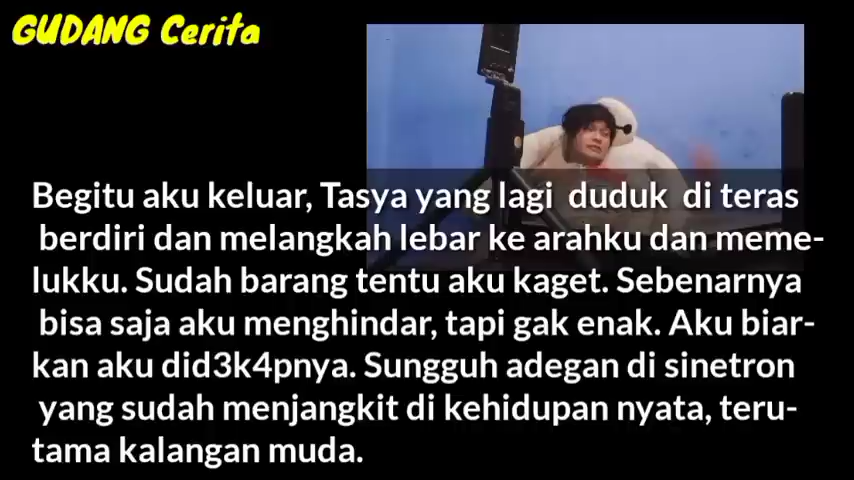 GUDANG Cerita
Begitu aku keluar, Tasya yang lagi duduk di teras
berdiri dan melangkah lebar ke arahku dan meme-
lukku. Sudah barang tentu aku kaget. Sebenarnya
bisa saja aku menghindar, tapi gak enak. Aku biar-
kan aku did3k4pnya. Sungguh adegan di sinetron
yang sudah menjangkit di kehidupan nyata, teru-
tama kalangan muda.